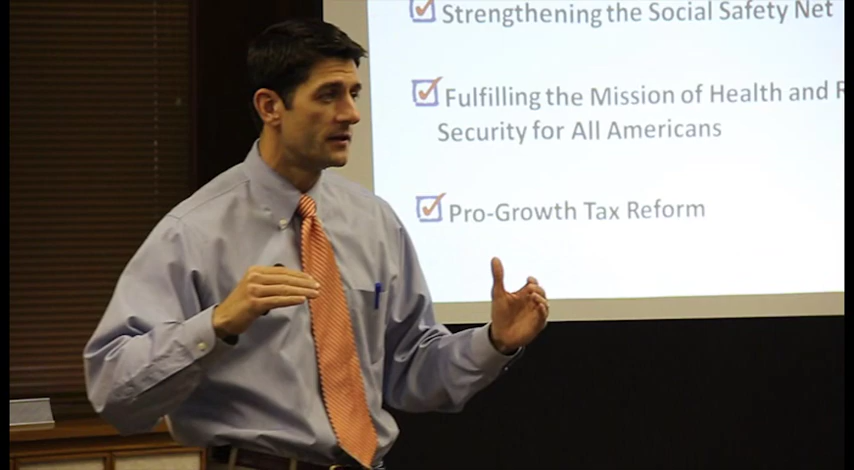 Strengthening the Social Safety Net
Fulfilling the Mission of Health and
Security for All Americans
Pro-Growth Tax Reform